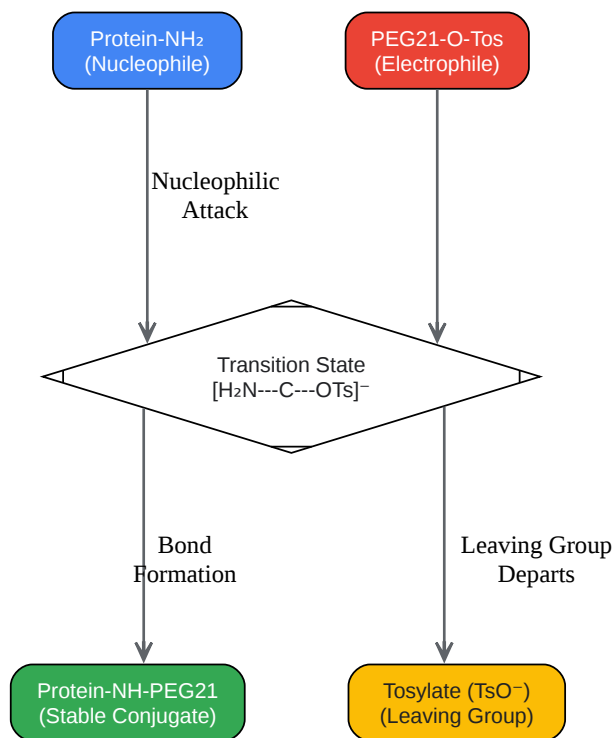 Protein-NH₂
(Nucleophile)
PEG21-O-Tos
(Electrophile)
Nucleophilic
Attack
Transition State
[H₂N---C---OTs]⁻
Bond
Formation
Leaving Group
Departs
Protein-NH-PEG21
(Stable Conjugate)
Tosylate (TsO⁻)
(Leaving Group)